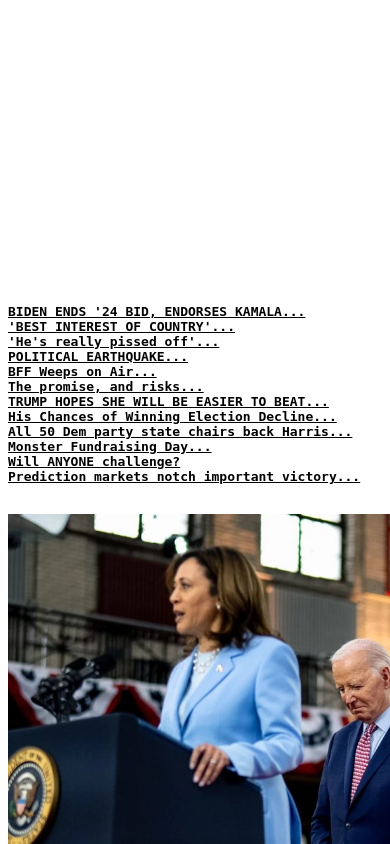 BIDEN ENDS '24 BID, ENDORSES KAMALA...
'BEST INTEREST OF COUNTRY'...
'He's really pissed off'...
POLITICAL EARTHQUAKE...
BFF Weeps on Air...
The promise, and risks...
TRUMP HOPES SHE WILL BE EASIER TO BEAT...
His Chances of Winning Election Decline...
All 50 Dem party state chairs back Harris...
Monster Fundraising Day...
Will ANYONE challenge?
Prediction markets notch important victory...